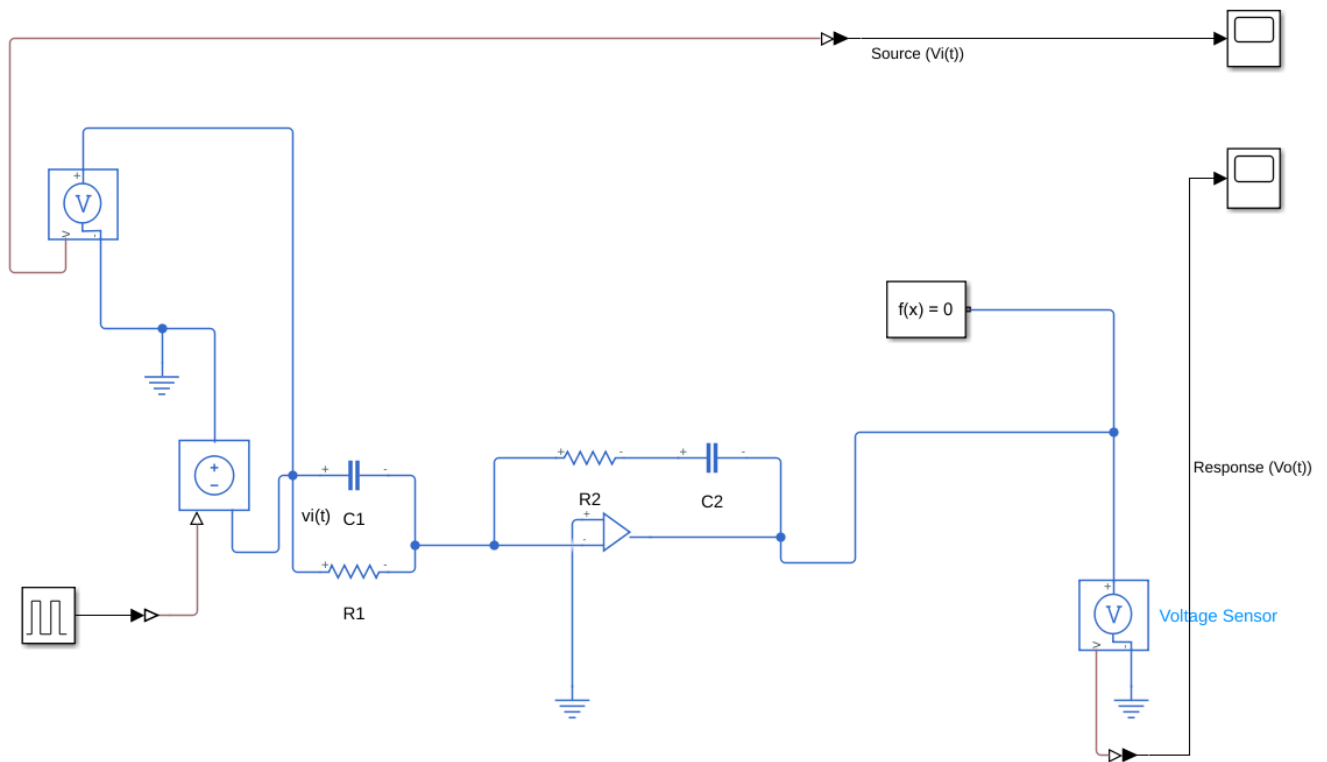 Source (Vi(t))
+
V
V
-
f(x) = 0
+
-
+
-
+
-
+
-
Response (Vo(t))
vi(t)
C1
R2
C2
+
-
+
-
+
V
V
-
Voltage Sensor
R1